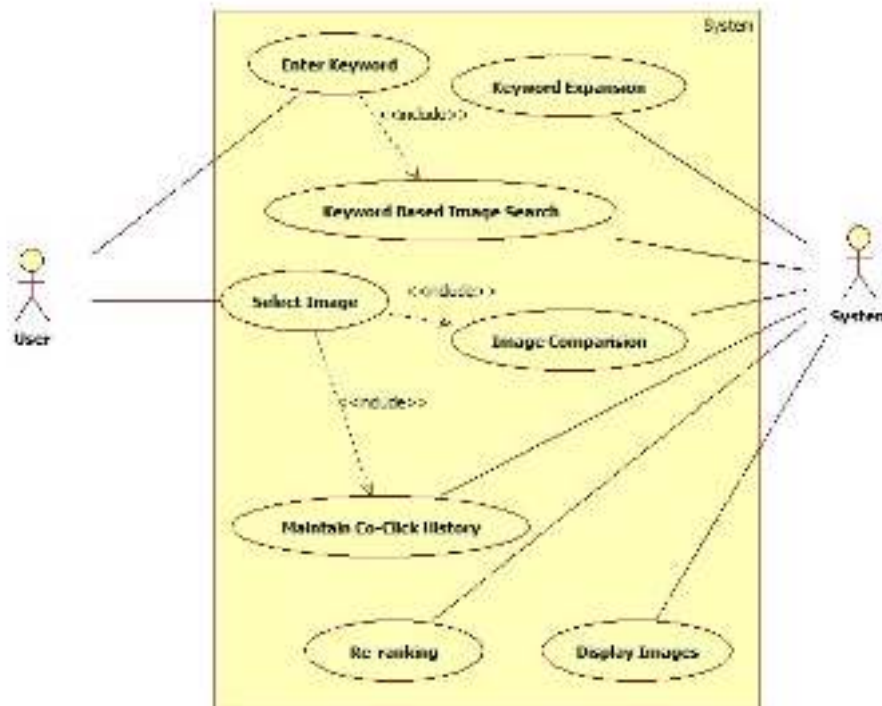 System
Enter Keyword
Keyword Expansion
<<include>>
Keyword Based Image Search
<<include>>
Select Image
System
User
Image Comparision
<<include>>
Maintain Co-Click History
Re-ranking
Display Images